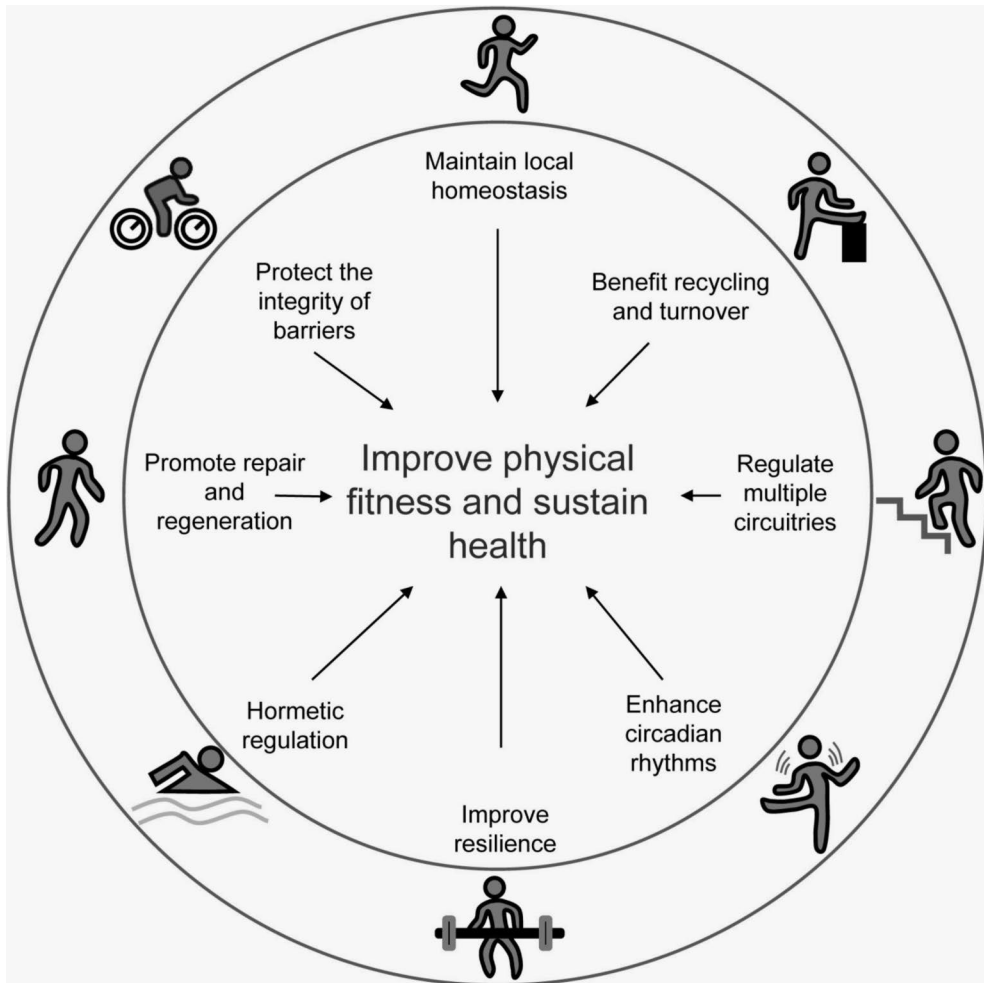 Maintain local
homeostasis
Benefit recycling
and turnover
Regulate
multiple
circuitries
Enhance
circadian
rhythms
Improve
resilience
Hormetic
regulation
Promote repair
and
regeneration
Protect the
integrity of
barriers
Improve physical
fitness and sustain
health